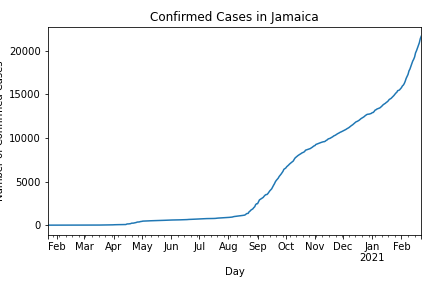 Confirmed Cases in Jamaica
20000
15000
10000
5000
0
Number of Confirmed Cases
Feb Mar Apr May Jun Jul Aug Sep Oct Nov Dec Jan Feb
2021
Day